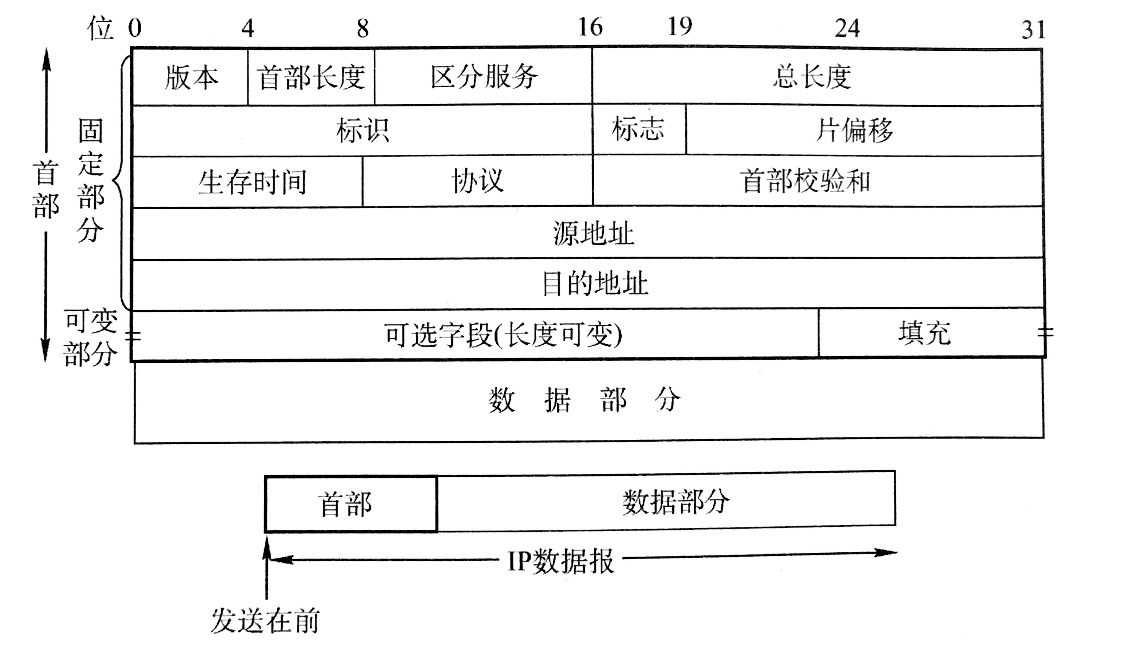 位 0 4 8 16 19 24 31
版本 首部长度 区分服务 总长度
标识 标志 片偏移
生存时间 协议 首部校验和
源地址
目的地址
可选字段(长度可变) 填充
数据部分
首部
固定部分
可变
部分
首部 数据部分
IP数据报
发送在前